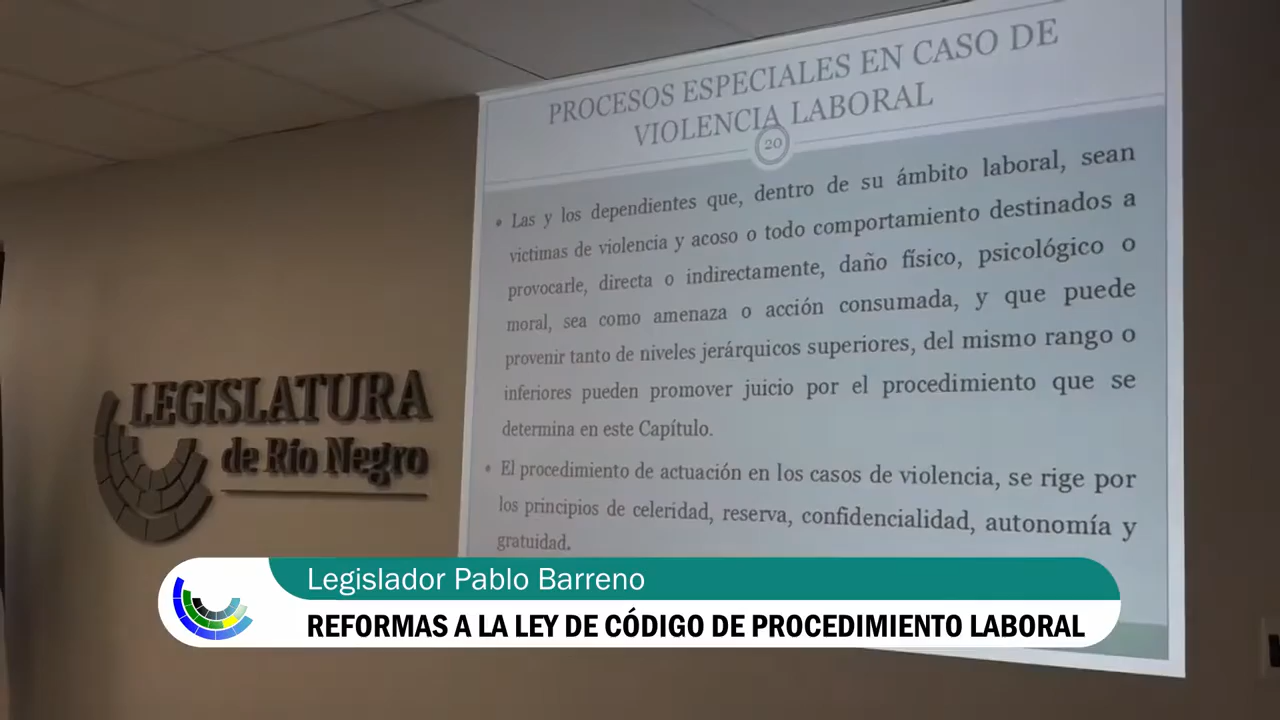 PROCESOS ESPECIALES EN CASO DE
VIOLENCIA LABORAL
20
• Las y los dependientes que, dentro de su ámbito laboral, sean
victimas de violencia y acoso o todo comportamiento destinados a
provocarle, directa o indirectamente, daño físico, psicológico o
moral, sea como amenaza o acción consumada, y que puede
provenir tanto de niveles jerárquicos superiores, del mismo rango o
inferiores pueden promover juicio por el procedimiento que se
determina en este Capítulo.
• El procedimiento de actuación en los casos de violencia, se rige por
los principios de celeridad, reserva, confidencialidad, autonomía y
gratuidad.
LEGISLATURA
de Río Negro
Legislador Pablo Barreno
REFORMAS A LA LEY DE CÓDIGO DE PROCEDIMIENTO LABORAL